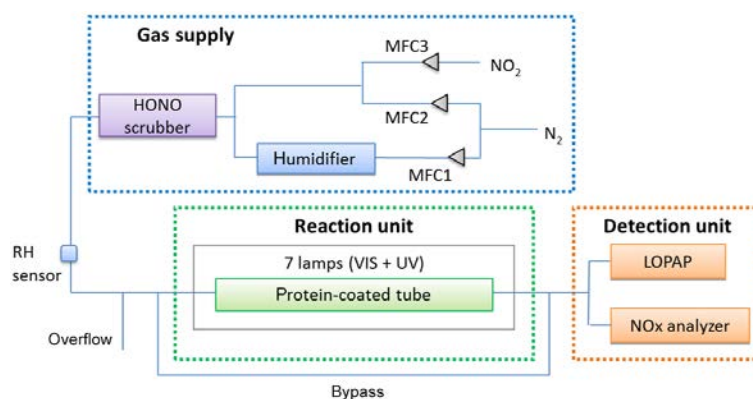 Gas supply
MFC3
NO2
HONO
scrubber
MFC2
N2
Humidifier
MFC1
Reaction unit
Detection unit
RH
sensor
7 lamps (VIS + UV)
LOPAP
Protein-coated tube
NOx analyzer
Overflow
Bypass